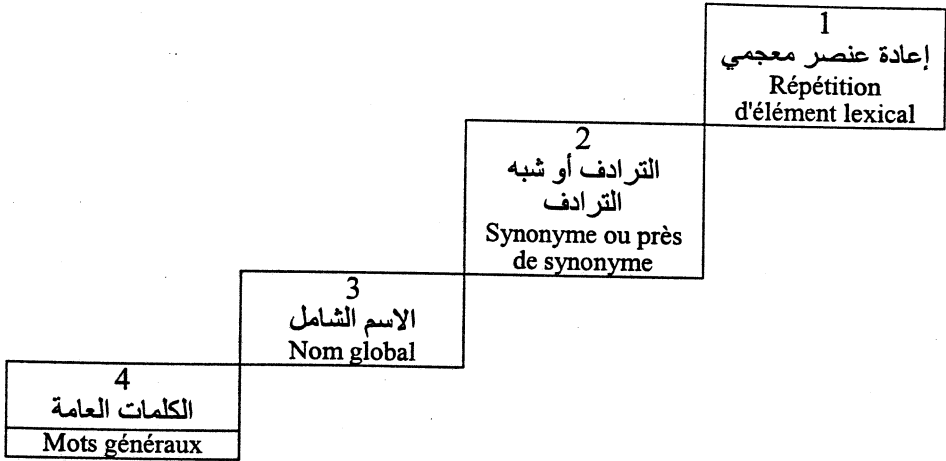 1
إعادة عنصر معجمي
Répétition
d'élément lexical
2
الترادف أو شبه
الترادف
Synonyme ou près
de synonyme
3
الاسم الشامل
Nom global
4
الكلمات العامة
Mots généraux